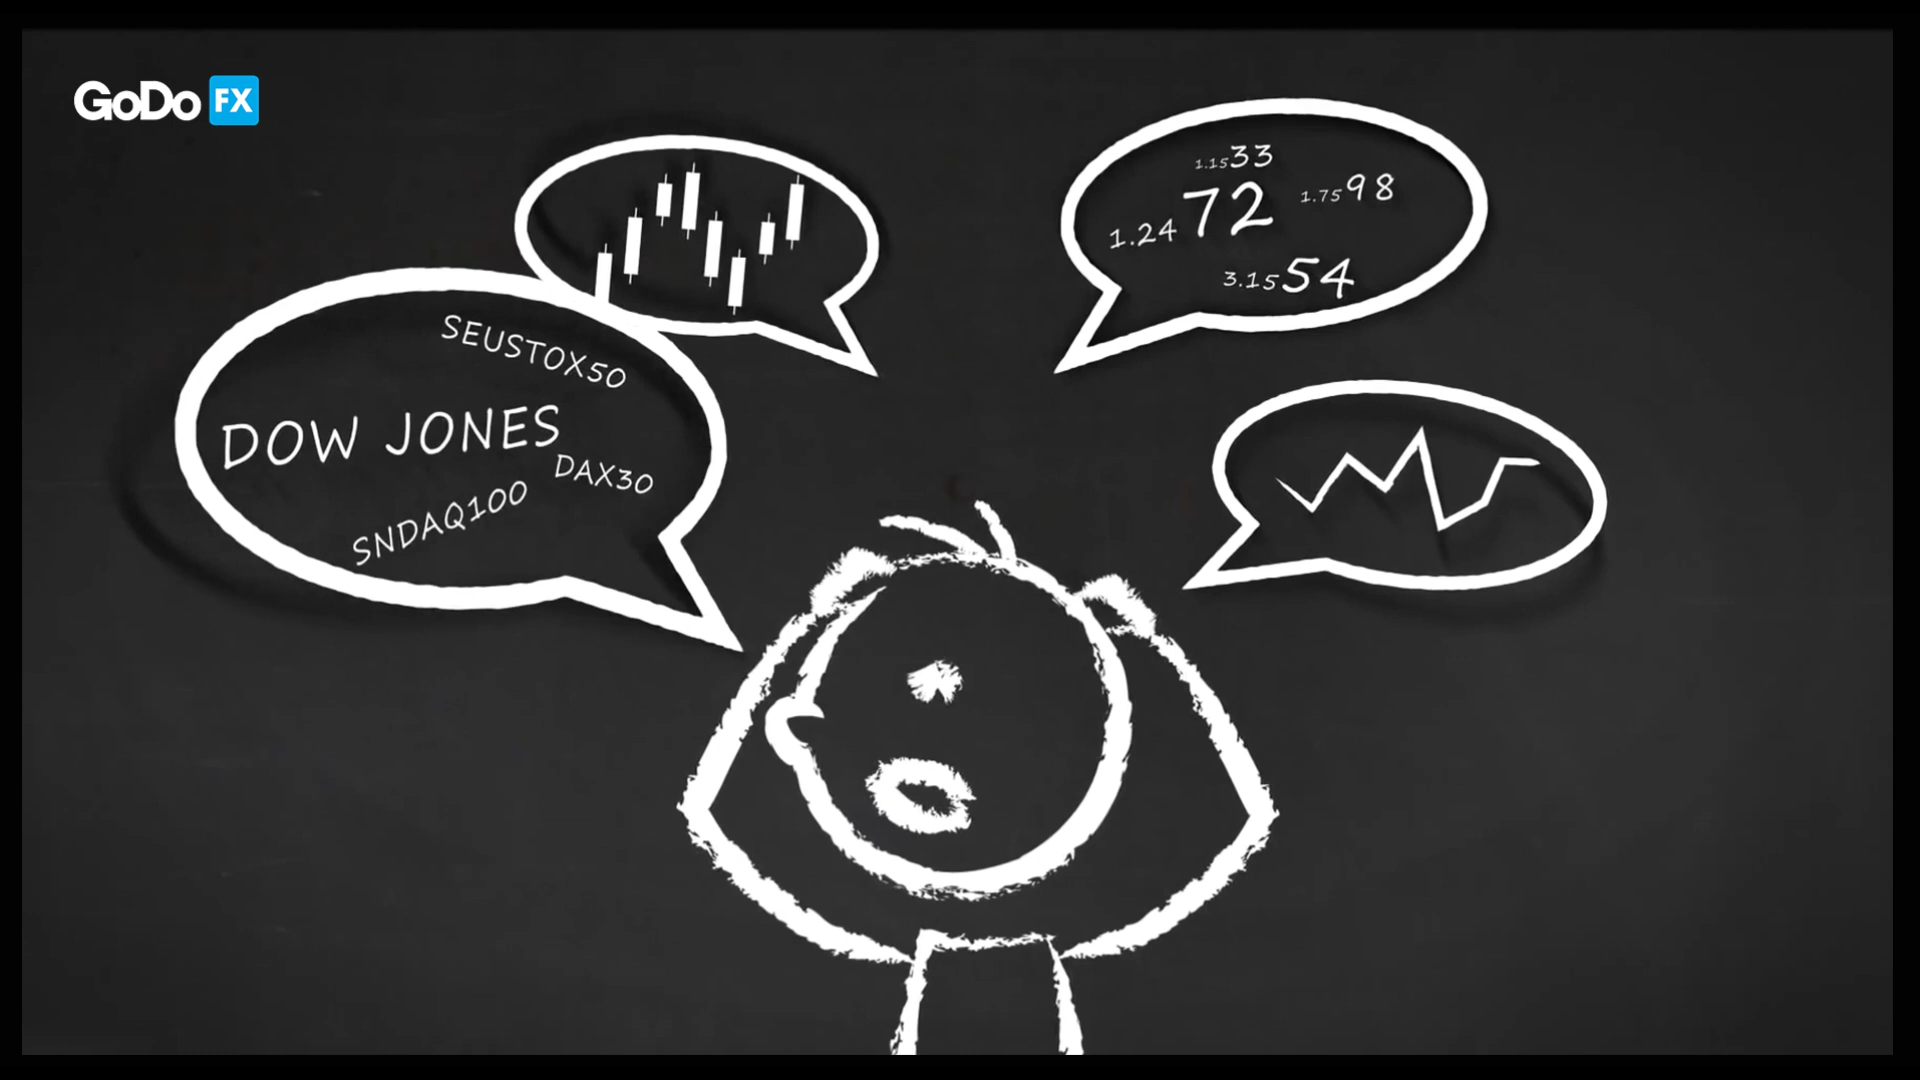 GoDo FX
1.1533
1.2472
1.7598
3.1554
SEUSTOX50
DOW JONES
DAX30
SNDAQ100